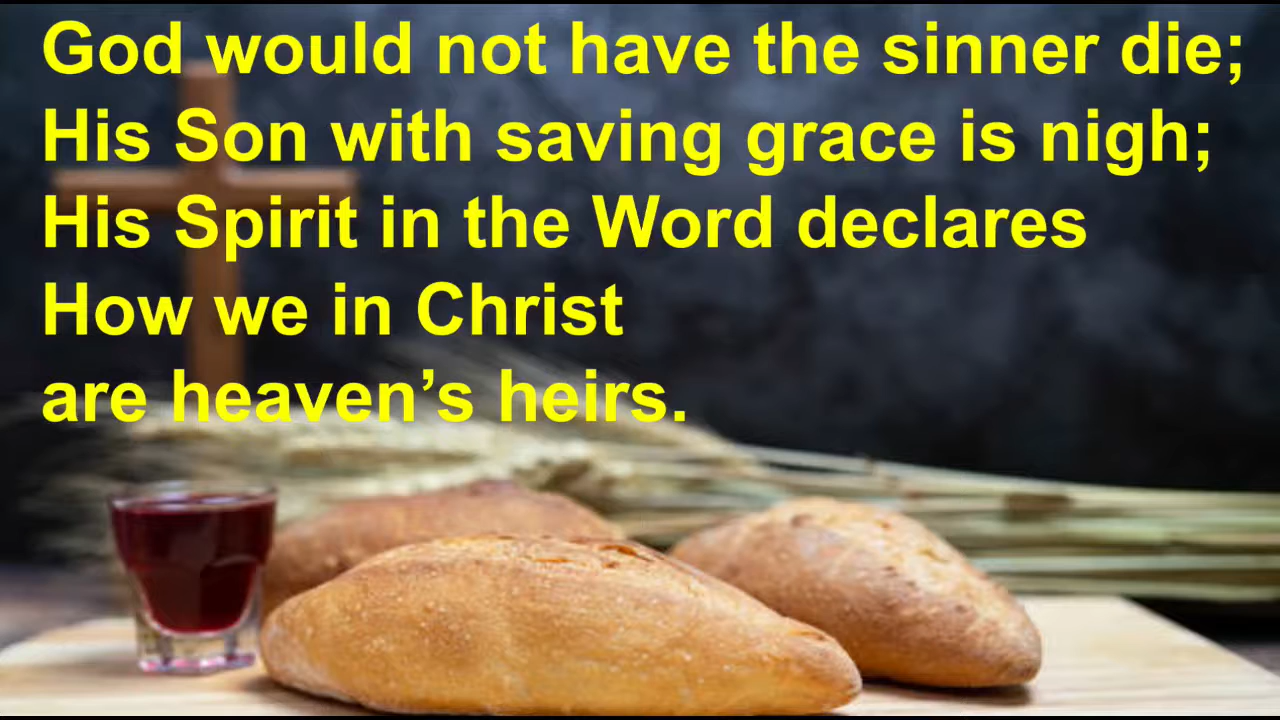 God would not have the sinner die;
His Son with saving grace is nigh;
His Spirit in the Word declares
How we in Christ
are heaven’s heirs.